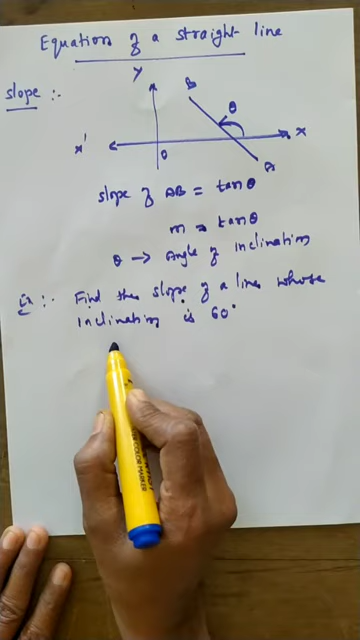 Equation of a straight-line
slope :-
y
B
θ
x' x
0
A
slope of AB = tanθ
m = tanθ
θ → Angle of Inclination
Ex :- Find the slope of a line whose
Inclination is 60°